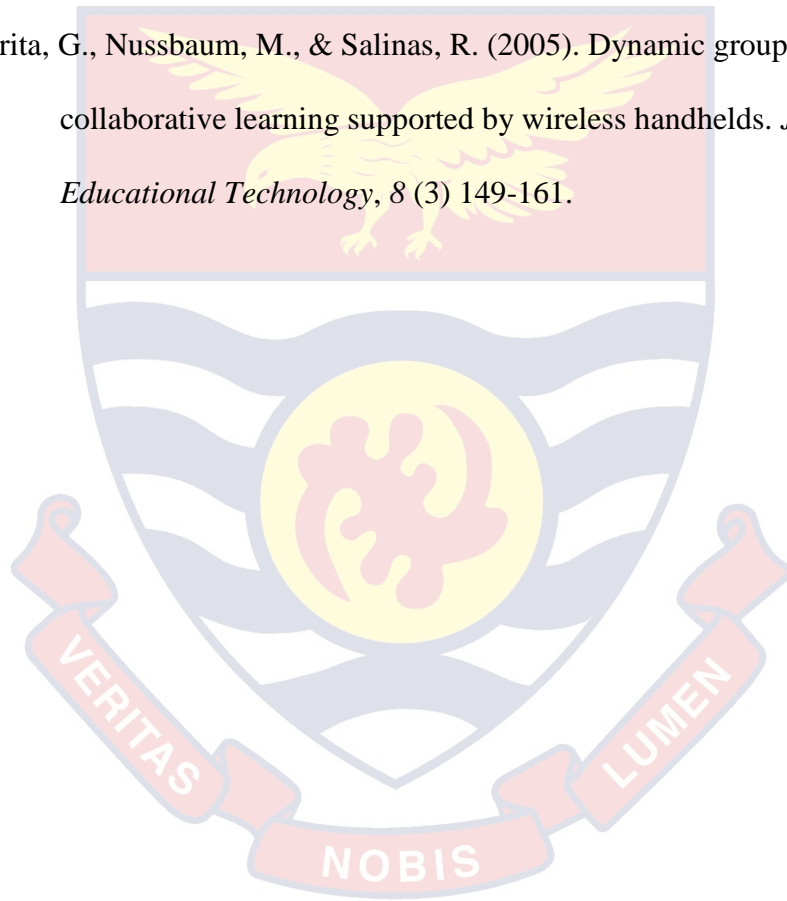 rita, G., Nussbaum, M., & Salinas, R. (2005). Dynamic group
collaborative learning supported by wireless handhelds.
Educational Technology, 8 (3) 149-161.
VERITAS
NOBIS
LUMEN